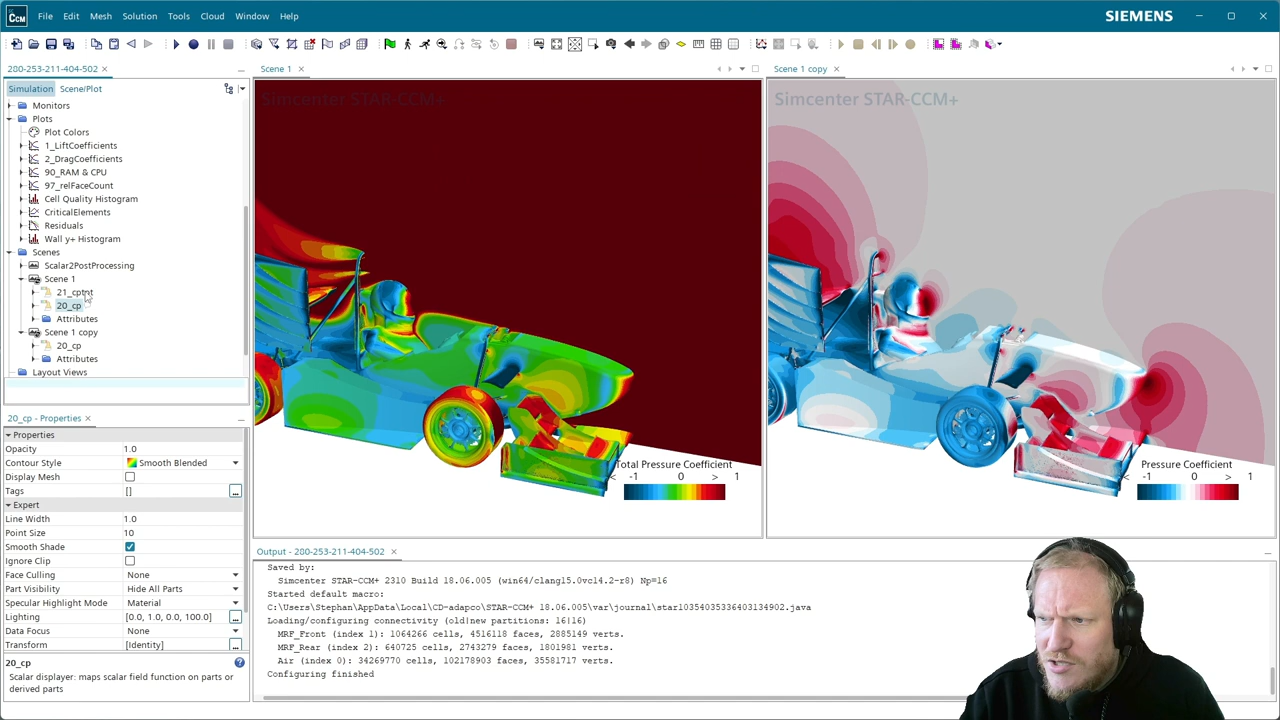 CCM File Edit Mesh Solution Tools Cloud Window Help SIEMENS
280-253-211-404-502
Simulation Scene/Plot
Monitors
Plots
Plot Colors
1_LiftCoefficients
2_DragCoefficients
90_RAM & CPU
97_relFaceCount
Cell Quality Histogram
CriticalElements
Residuals
Wall y+ Histogram
Scenes
Scalar2PostProcessing
Scene 1
21_cptot
20_cp
Attributes
Scene 1 copy
20_cp
Attributes
Layout Views
20_cp - Properties
Properties
Opacity 1.0
Contour Style Smooth Blended
Display Mesh
Tags []
Expert
Line Width 1.0
Point Size 10
Smooth Shade
Ignore Clip
Face Culling None
Part Visibility Hide All Parts
Specular Highlight Mode Material
Lighting [0.0, 1.0, 0.0, 100.0]
Data Focus None
Transform [Identity]
20_cp
Scalar displayer: maps scalar field function on parts or
derived parts
Scene 1
Simcenter STAR-CCM+
Total Pressure Coefficient
< -1 0 > 1
Scene 1 copy
Simcenter STAR-CCM+
Pressure Coefficient
< -1 0 > 1
Output - 280-253-211-404-502
Saved by:
Simcenter STAR-CCM+ 2310 Build 18.06.005 (win64/clang15.0vc14.2-r8) Np=16
Started default macro:
C:\Users\Stephan\AppData\Local\CD-adapco\STAR-CCM+ 18.06.005\var\journal\star10354035336403134902.java
Loading/configuring connectivity (old|new partitions: 16|16)
MRF_Front (index 1): 1064266 cells, 4516118 faces, 2885149 verts.
MRF_Rear (index 2): 640725 cells, 2743279 faces, 1801981 verts.
Air (index 0): 34269770 cells, 102178903 faces, 35581717 verts.
Configuring finished